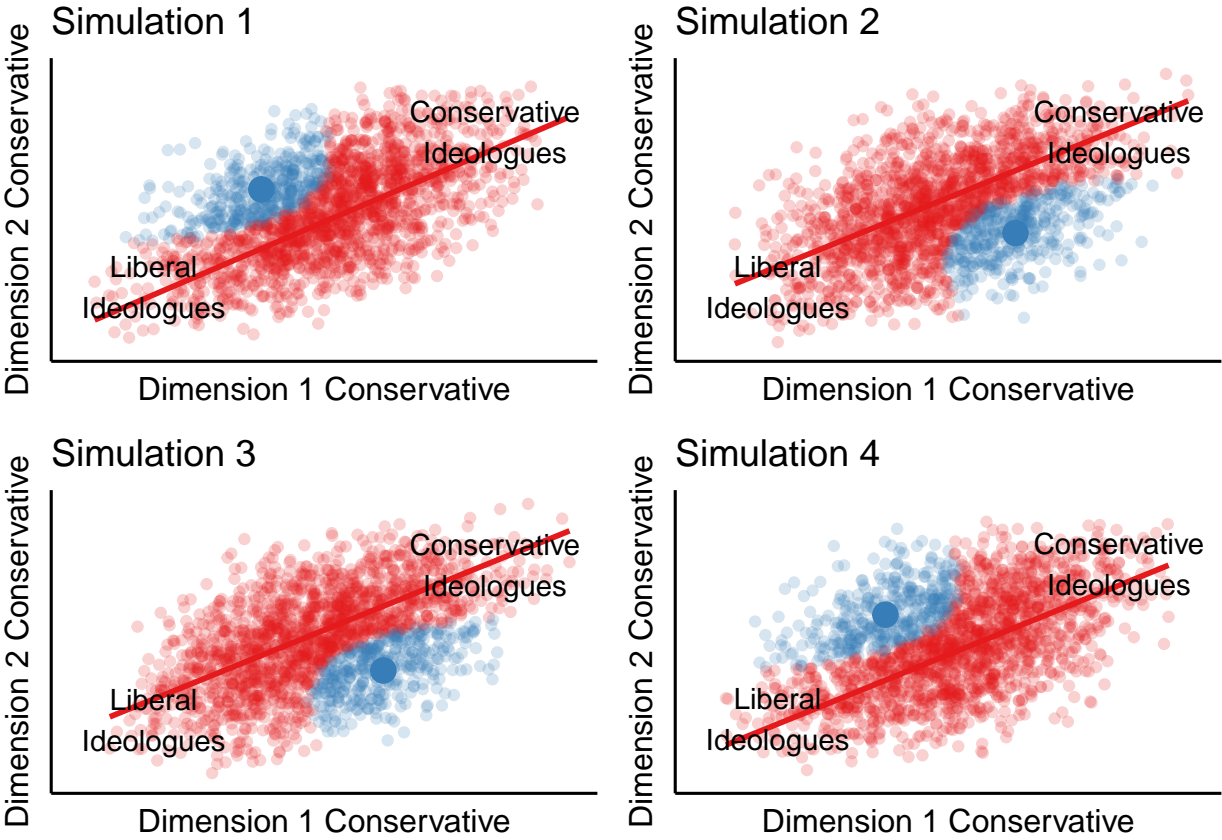 Simulation 1
Dimension 2 Conservative
Conservative
Ideologues
Liberal
Ideologues
Dimension 1 Conservative
Simulation 2
Dimension 2 Conservative
Conservative
Ideologues
Liberal
Ideologues
Dimension 1 Conservative
Simulation 3
Dimension 2 Conservative
Conservative
Ideologues
Liberal
Ideologues
Dimension 1 Conservative
Simulation 4
Dimension 2 Conservative
Conservative
Ideologues
Liberal
Ideologues
Dimension 1 Conservative